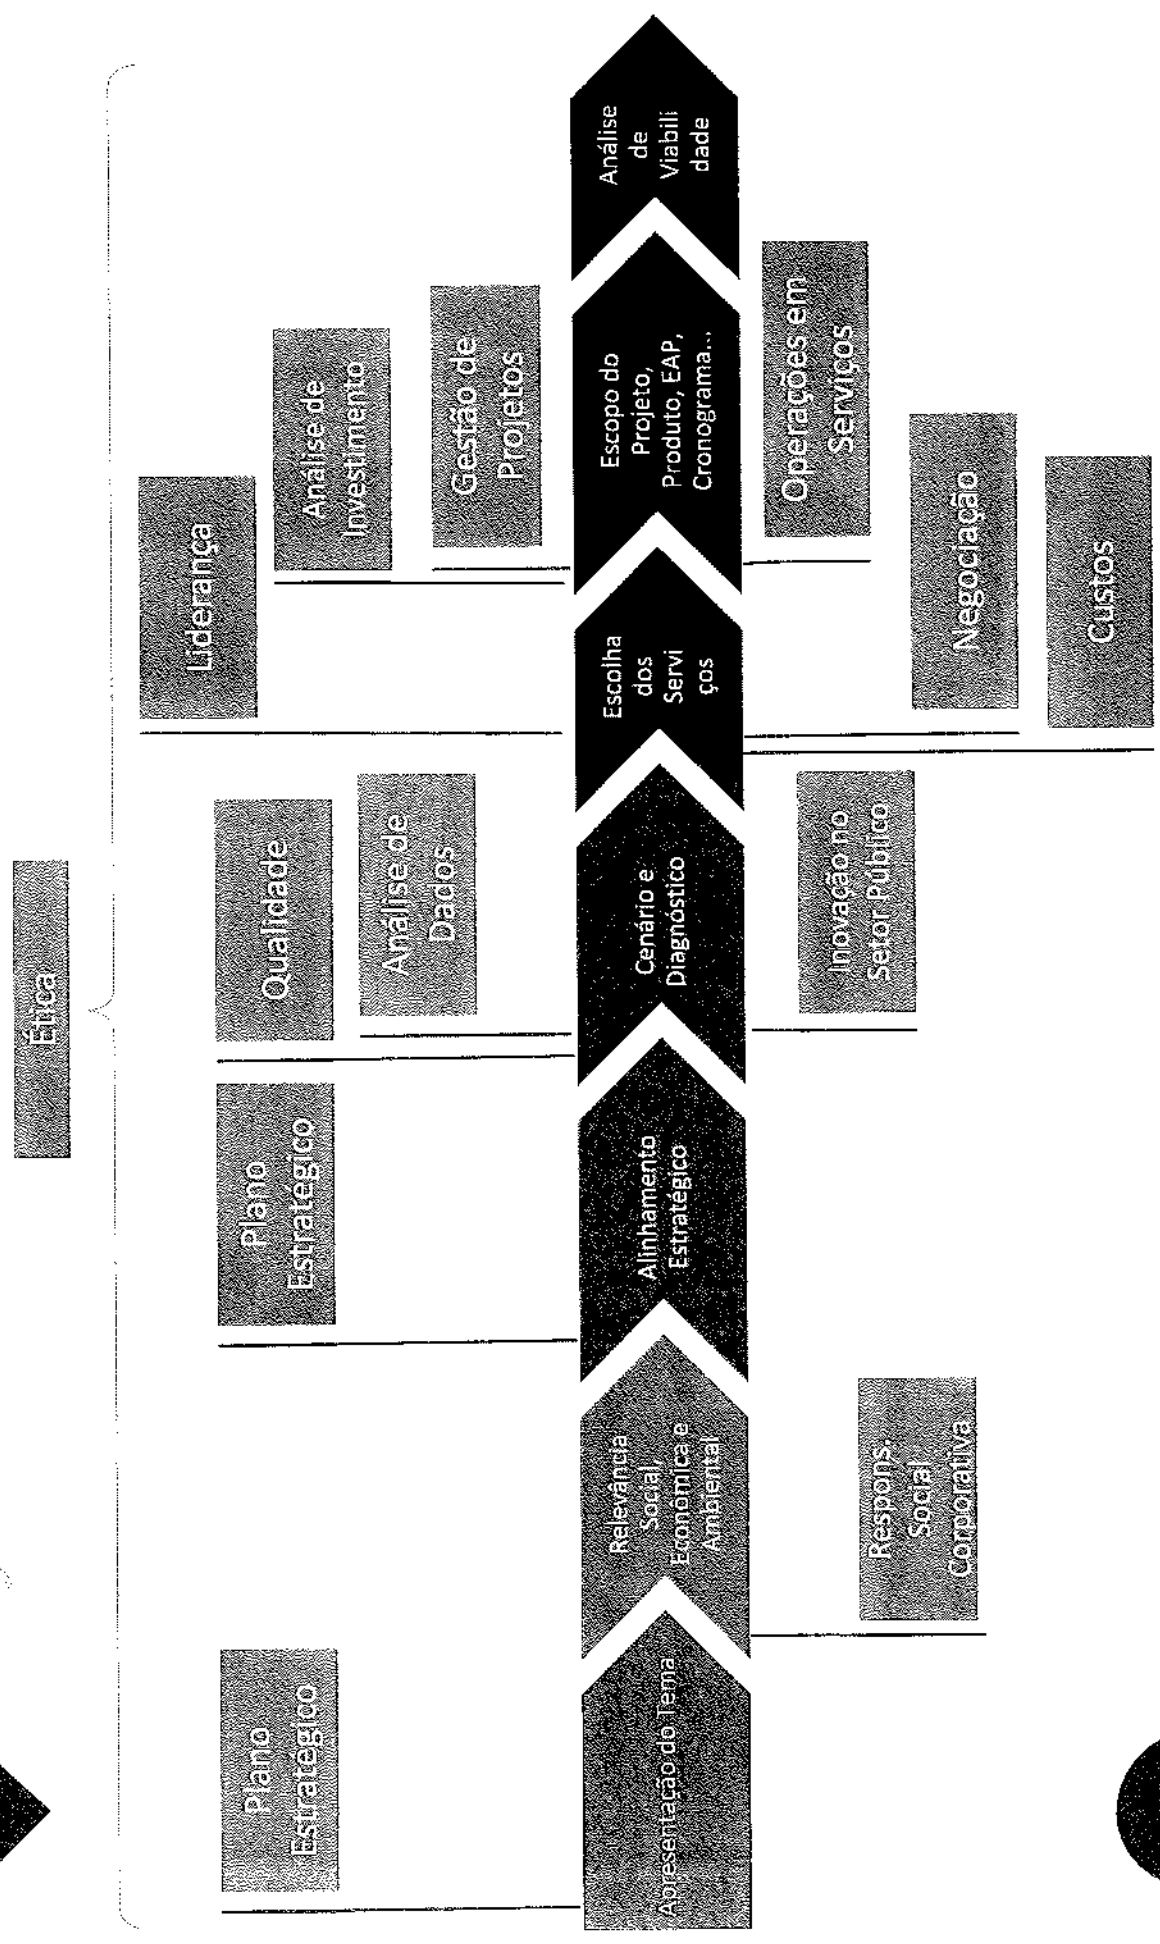 Ética
Plano
Estratégico
Plano
Estratégico
Qualidade
Análise de
Dados
Liderança
Análise de
Investimento
Gestão de
Projetos
Apresentação do Tema
Relevância
Social,
Econômica e
Ambiental
Alinhamento
Estratégico
Cenário e
Diagnóstico
Escolha
dos
Servi
ços
Escopo do
Projeto,
Produto, EAP,
Cronograma...
Análise
de
Viabili
dade
Respons.
Social
Corporativa
Inovação no
Setor Público
Operações em
Serviços
Negociação
Custos